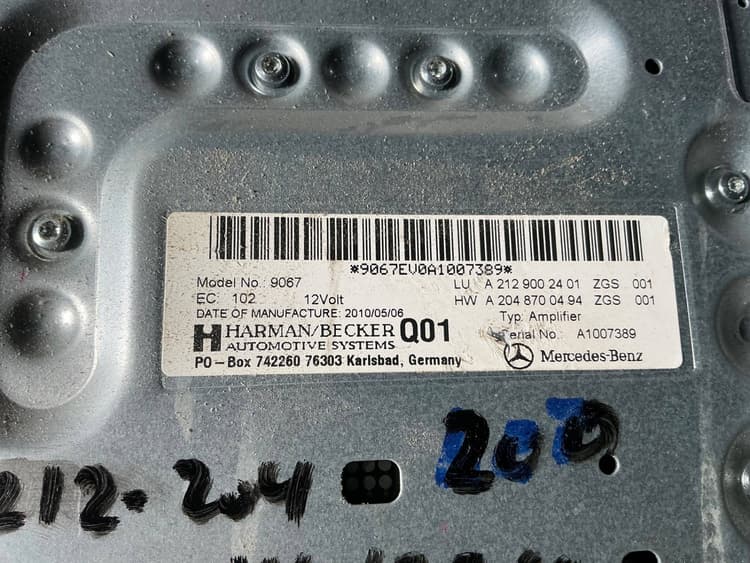 *9067EV0A1007389*
Model No.: 9067 LU A 212 900 24 01 ZGS 001
EC: 102 12Volt HW A 204 870 04 94 ZGS 001
DATE OF MANUFACTURE: 2010/05/06 Typ: Amplifier
HARMAN/BECKER Q01 Serial No.: A1007389
AUTOMOTIVE SYSTEMS Mercedes-Benz
PO-Box 742260 76303 Karlsbad, Germany
200
212-204